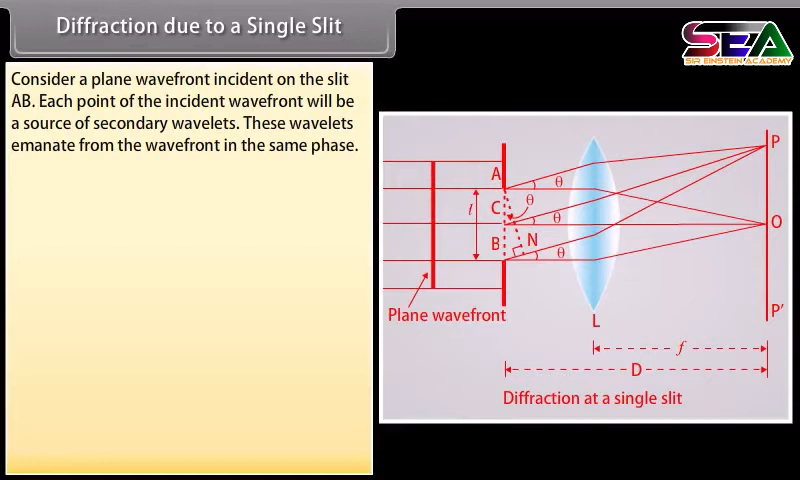 Diffraction due to a Single Slit
SEA
SIR EINSTEIN ACADEMY
Consider a plane wavefront incident on the slit
AB. Each point of the incident wavefront will be
a source of secondary wavelets. These wavelets
emanate from the wavefront in the same phase.
P
A
θ
θ
l
C
θ
O
B
N
θ
Plane wavefront
L
P'
f
D
Diffraction at a single slit